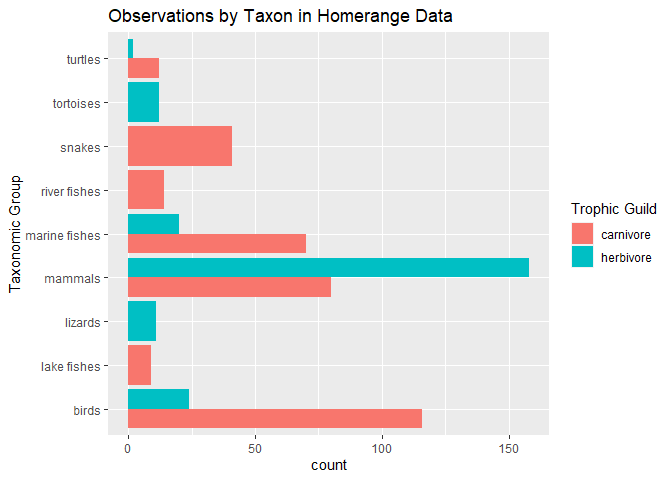 Observations by Taxon in Homerange Data
Taxonomic Group
turtles
tortoises
snakes
river fishes
marine fishes
mammals
lizards
lake fishes
birds
0 50 100 150
count
Trophic Guild
carnivore
herbivore